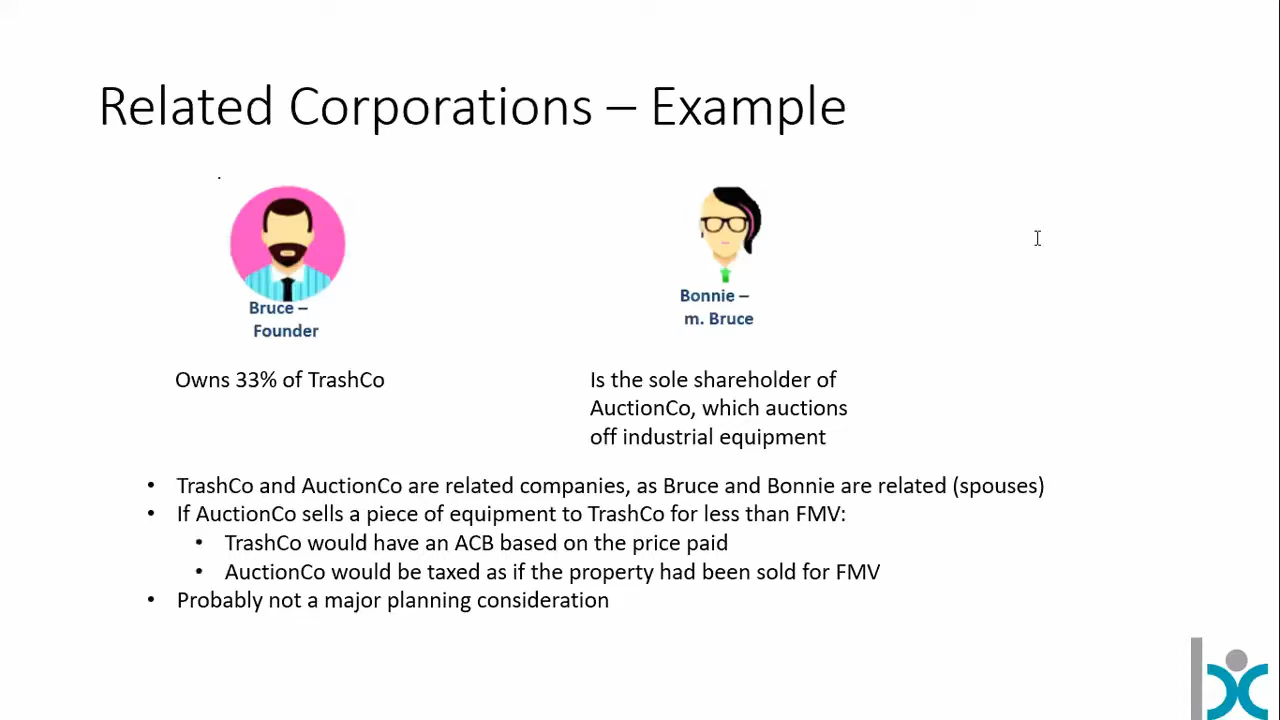 Related Corporations – Example
Bruce –
Founder
Bonnie –
m. Bruce
Owns 33% of TrashCo
Is the sole shareholder of
AuctionCo, which auctions
off industrial equipment
• TrashCo and AuctionCo are related companies, as Bruce and Bonnie are related (spouses)
• If AuctionCo sells a piece of equipment to TrashCo for less than FMV:
• TrashCo would have an ACB based on the price paid
• AuctionCo would be taxed as if the property had been sold for FMV
• Probably not a major planning consideration